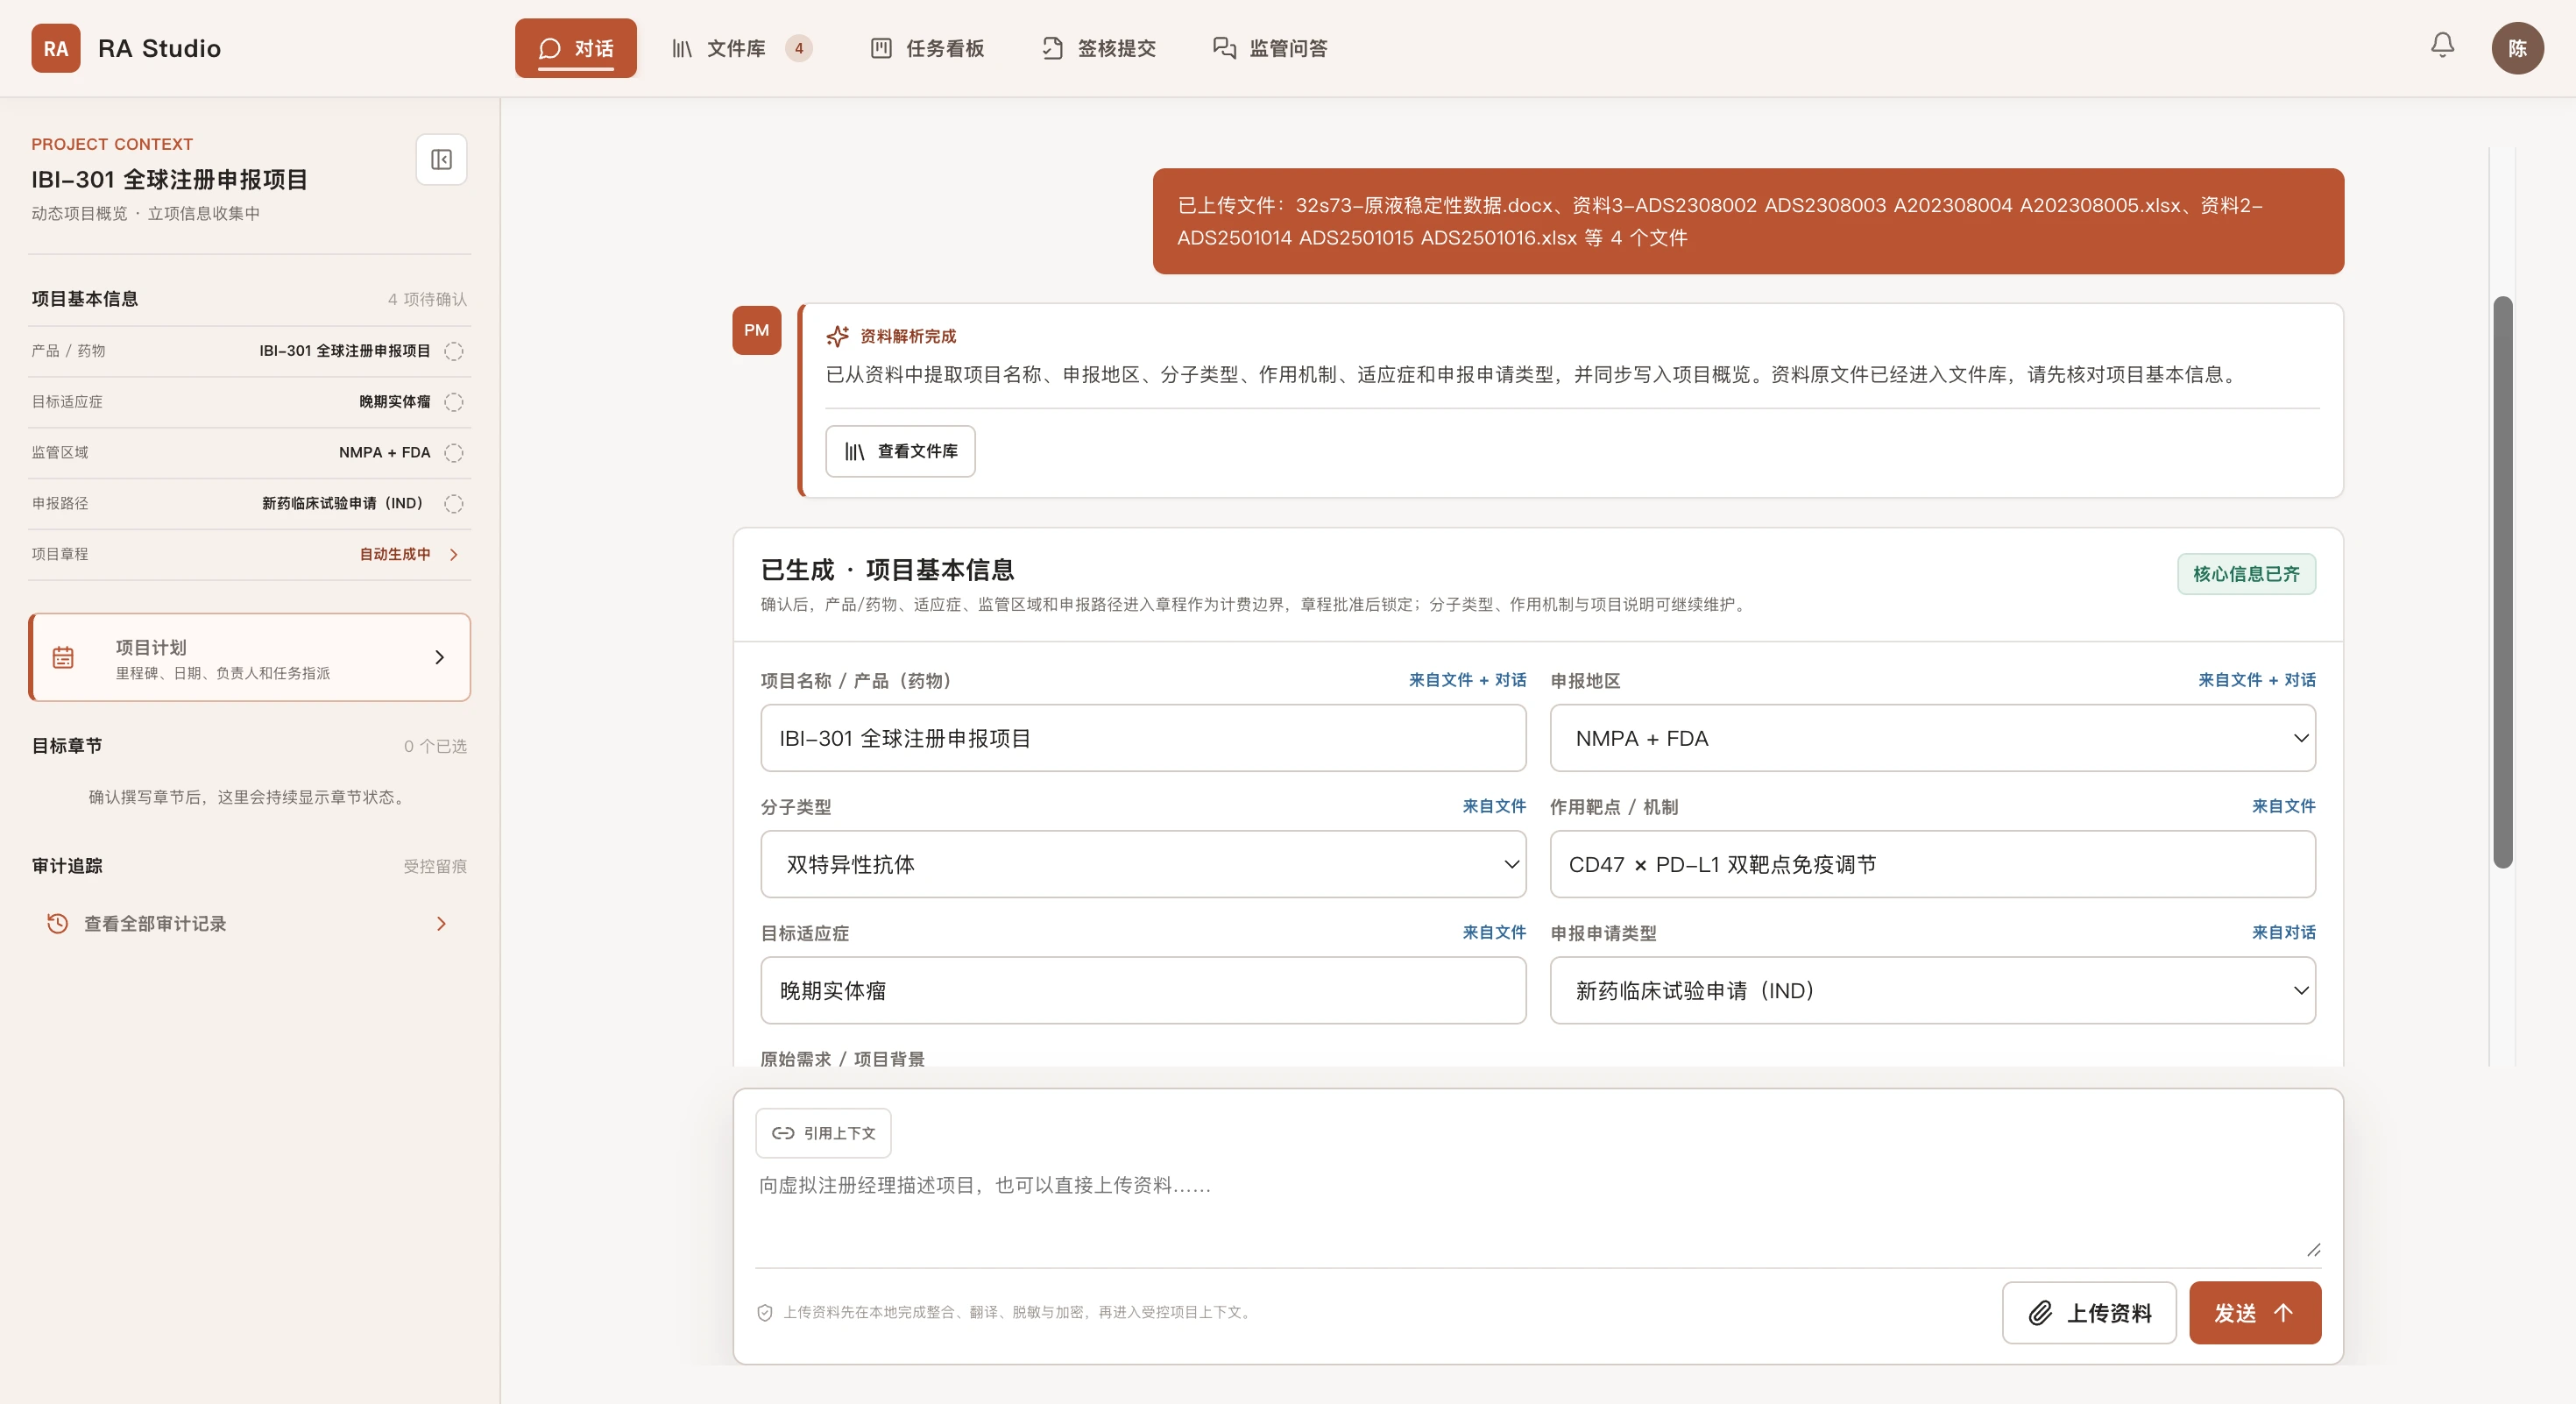 RA
RA Studio
对话
文件库
4
任务看板
签核提交
监管问答
陈
PROJECT CONTEXT
IBI-301 全球注册申报项目
动态项目概览 · 立项信息收集中
项目基本信息
4 项待确认
产品 / 药物
IBI-301 全球注册申报项目
目标适应症
晚期实体瘤
监管区域
NMPA + FDA
申报路径
新药临床试验申请（IND）
项目章程
自动生成中
项目计划
里程碑、日期、负责人和任务指派
目标章节
0 个已选
确认撰写章节后，这里会持续显示章节状态。
审计追踪
受控留痕
查看全部审计记录
已上传文件：32s73-原液稳定性数据.docx、资料3-ADS2308002 ADS2308003 A202308004 A202308005.xlsx、资料2-
ADS2501014 ADS2501015 ADS2501016.xlsx 等 4 个文件
PM
资料解析完成
已从资料中提取项目名称、申报地区、分子类型、作用机制、适应症和申报申请类型，并同步写入项目概览。资料原文件已经进入文件库，请先核对项目基本信息。
查看文件库
已生成 · 项目基本信息
核心信息已齐
确认后，产品/药物、适应症、监管区域和申报路径进入章程作为计费边界，章程批准后锁定；分子类型、作用机制与项目说明可继续维护。
项目名称 / 产品（药物）
来自文件 + 对话
申报地区
来自文件 + 对话
IBI-301 全球注册申报项目
NMPA + FDA
分子类型
来自文件
作用靶点 / 机制
来自文件
双特异性抗体
CD47 × PD-L1 双靶点免疫调节
目标适应症
来自文件
申报申请类型
来自对话
晚期实体瘤
新药临床试验申请（IND）
原始需求 / 项目背景
引用上下文
向虚拟注册经理描述项目，也可以直接上传资料……
上传资料先在本地完成整合、翻译、脱敏与加密，再进入受控项目上下文。
上传资料
发送